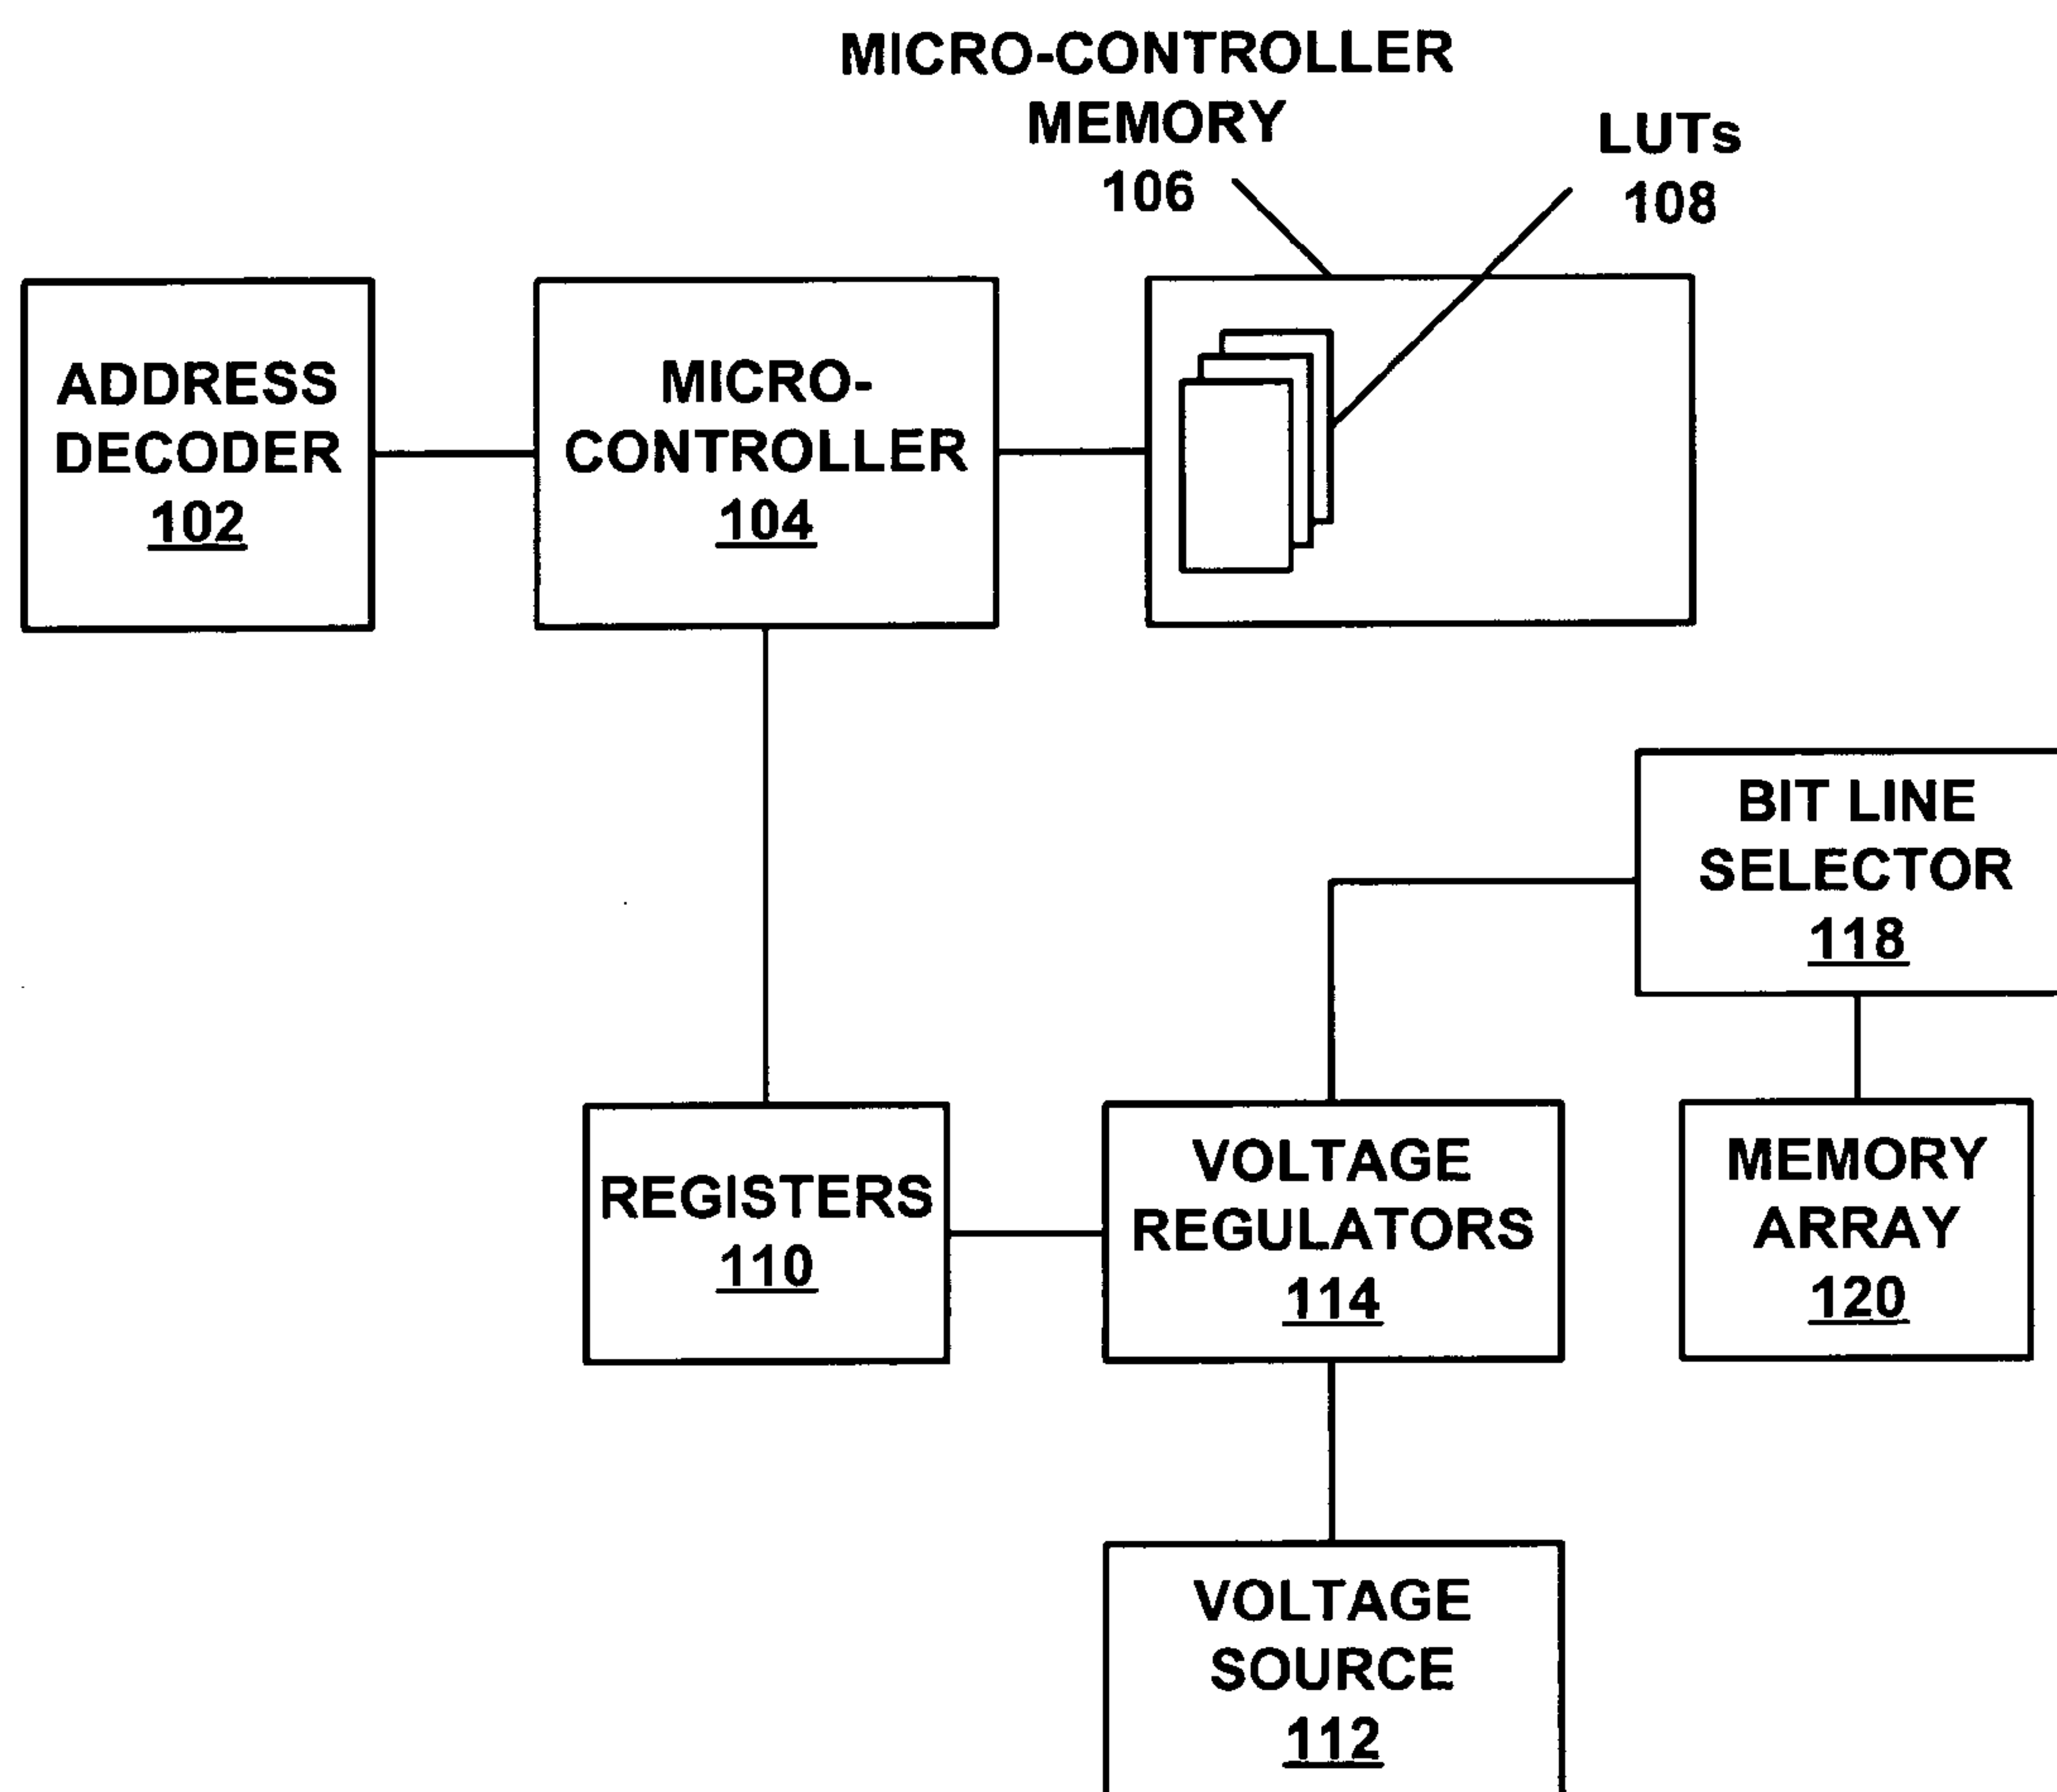 MICRO-CONTROLLER
MEMORY
106
LUTs
108
ADDRESS
DECODER
102
MICRO-
CONTROLLER
104
BIT LINE
SELECTOR
118
REGISTERS
110
VOLTAGE
REGULATORS
114
MEMORY
ARRAY
120
VOLTAGE
SOURCE
112